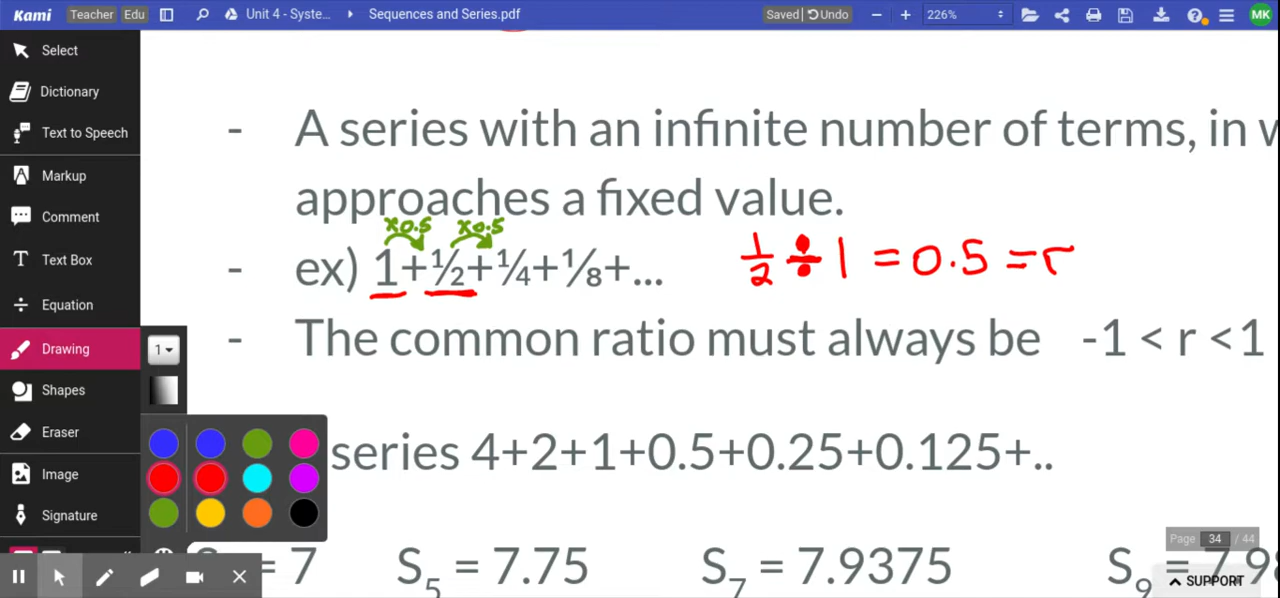 Kami Teacher Edu Unit 4 - Syste... Sequences and Series.pdf Saved Undo 226% MK
Select
Dictionary
Text to Speech
Markup
Comment
Text Box
Equation
Drawing
1
Shapes
Eraser
Image
Signature
- A series with an infinite number of terms, in
approaches a fixed value.
x0.5 x0.5
- ex) 1+½+¼+⅛+... 1/2 ÷ 1 = 0.5 = r
- The common ratio must always be -1 < r <1
series 4+2+1+0.5+0.25+0.125+..
= 7 S5 = 7.75 S7 = 7.9375 S9 =
Page 34 / 44
SUPPORT